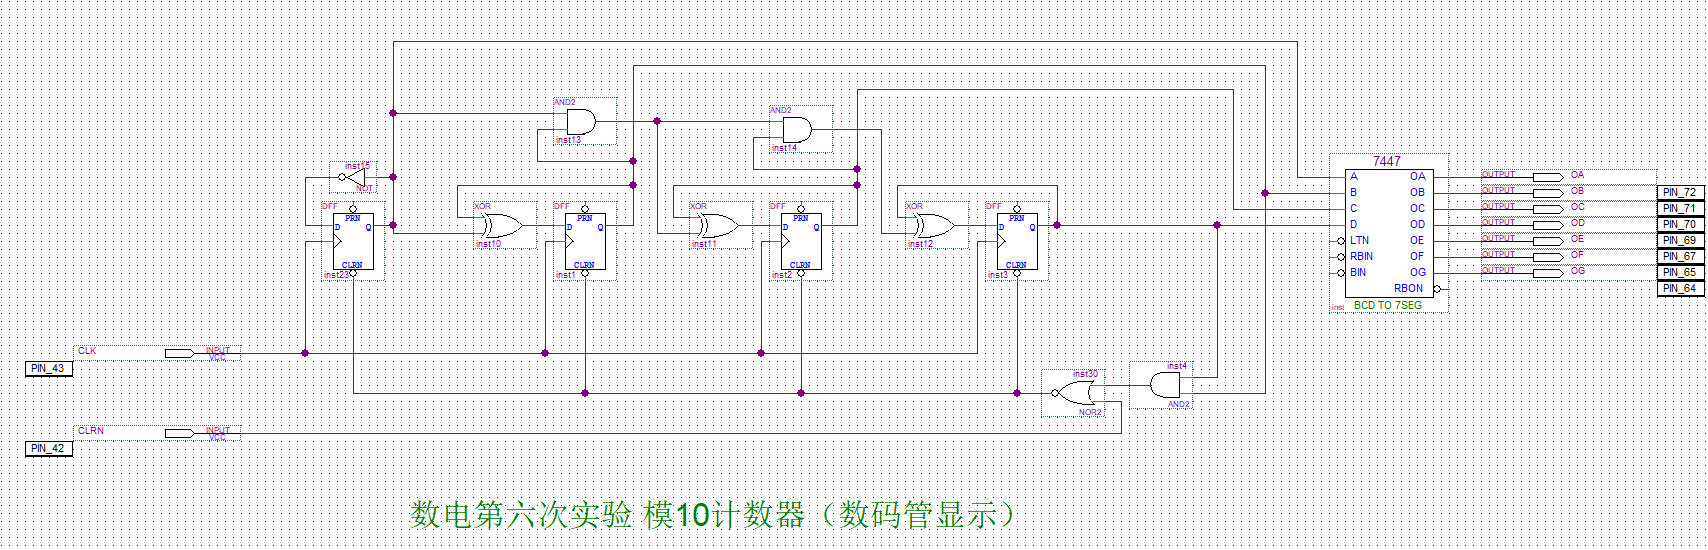 AND2
inst13
AND2
inst14
inst15
NOT
DFF
PRN
D
Q
CLRN
inst23
XOR
inst10
DFF
PRN
D
Q
CLRN
inst1
XOR
inst11
DFF
PRN
D
Q
CLRN
inst2
XOR
inst12
DFF
PRN
D
Q
CLRN
inst3
7447
A OA
B OB
C OC
D OD
LTN OE
RBIN OF
BIN OG
RBON
inst BCD TO 7SEG
OUTPUT OA
OUTPUT OB PIN_72
OUTPUT OC PIN_71
OUTPUT OD PIN_70
OUTPUT OE PIN_69
OUTPUT OF PIN_67
OUTPUT OG PIN_65
PIN_64
CLK INPUT
VCC
PIN_43
inst30
NOR2
inst4
AND2
CLRN INPUT
VCC
PIN_42
数电第六次实验 模10计数器（数码管显示）